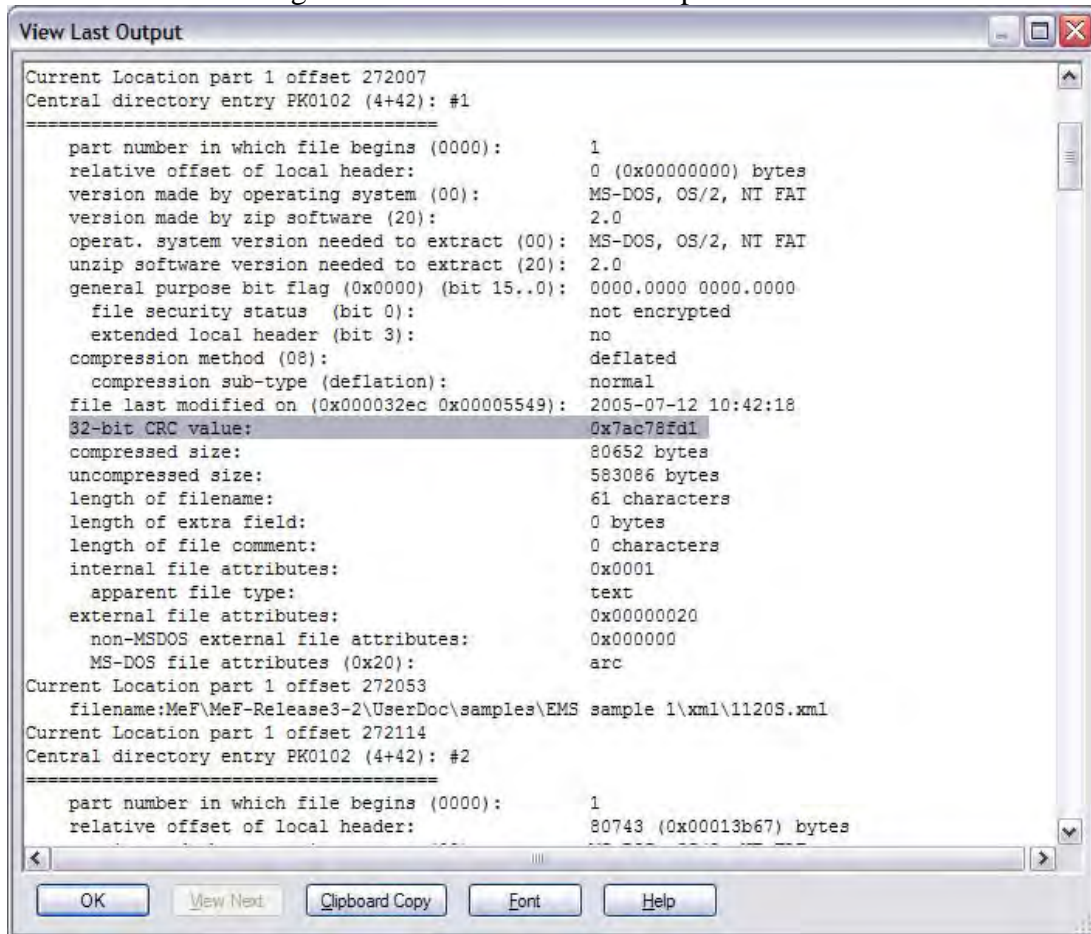 View Last Output
Current Location part 1 offset 272007
Central directory entry PK0102 (4+42): #1
======================================
part number in which file begins (0000): 1
relative offset of local header: 0 (0x00000000) bytes
version made by operating system (00): MS-DOS, OS/2, NT FAT
version made by zip software (20): 2.0
operat. system version needed to extract (00): MS-DOS, OS/2, NT FAT
unzip software version needed to extract (20): 2.0
general purpose bit flag (0x0000) (bit 15..0): 0000.0000 0000.0000
file security status (bit 0): not encrypted
extended local header (bit 3): no
compression method (08): deflated
compression sub-type (deflation): normal
file last modified on (0x000032ec 0x00005549): 2005-07-12 10:42:18
32-bit CRC value: 0x7ac78fd1
compressed size: 80652 bytes
uncompressed size: 583086 bytes
length of filename: 61 characters
length of extra field: 0 bytes
length of file comment: 0 characters
internal file attributes: 0x0001
apparent file type: text
external file attributes: 0x00000020
non-MSDOS external file attributes: 0x000000
MS-DOS file attributes (0x20): arc
Current Location part 1 offset 272053
filename:MeF\MeF-Release3-2\UserDoc\samples\EMS sample 1\xml\1120S.xml
Current Location part 1 offset 272114
Central directory entry PK0102 (4+42): #2
======================================
part number in which file begins (0000): 1
relative offset of local header: 80743 (0x00013b67) bytes
OK View Next Clipboard Copy Font Help